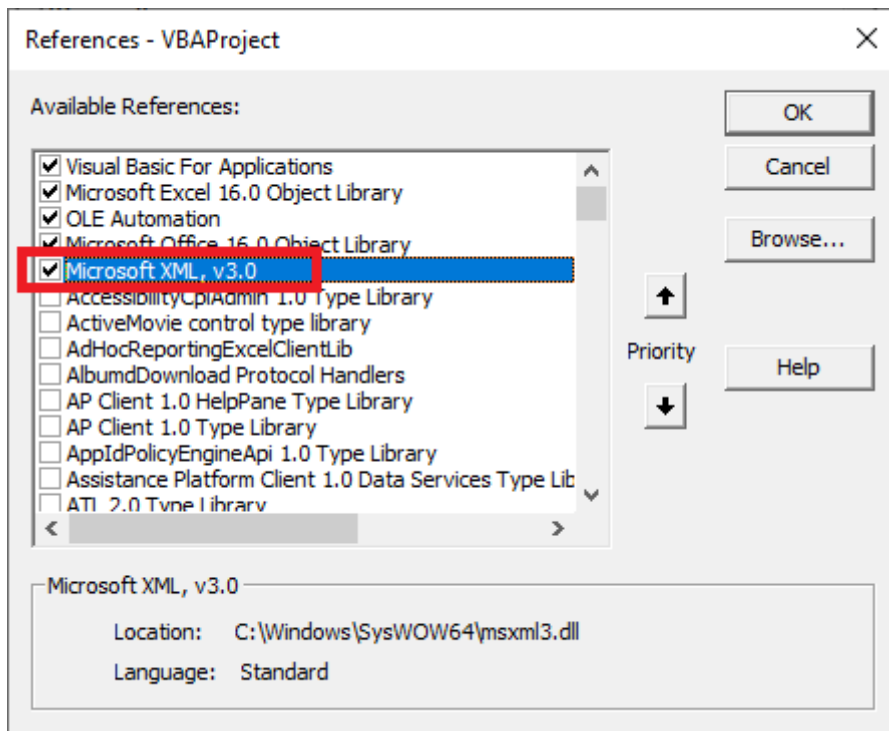 References - VBAProject
Available References:
OK
Cancel
Browse...
Priority
Help
Visual Basic For Applications
Microsoft Excel 16.0 Object Library
OLE Automation
Microsoft Office 16.0 Object Library
Microsoft XML, v3.0
AccessibilityCplAdmin 1.0 Type Library
ActiveMovie control type library
AdHocReportingExcelClientLib
AlbumdDownload Protocol Handlers
AP Client 1.0 HelpPane Type Library
AP Client 1.0 Type Library
AppIdPolicyEngineApi 1.0 Type Library
Assistance Platform Client 1.0 Data Services Type Lib
ATL 2.0 Type Library
Microsoft XML, v3.0
Location: C:\Windows\SysWOW64\msxml3.dll
Language: Standard